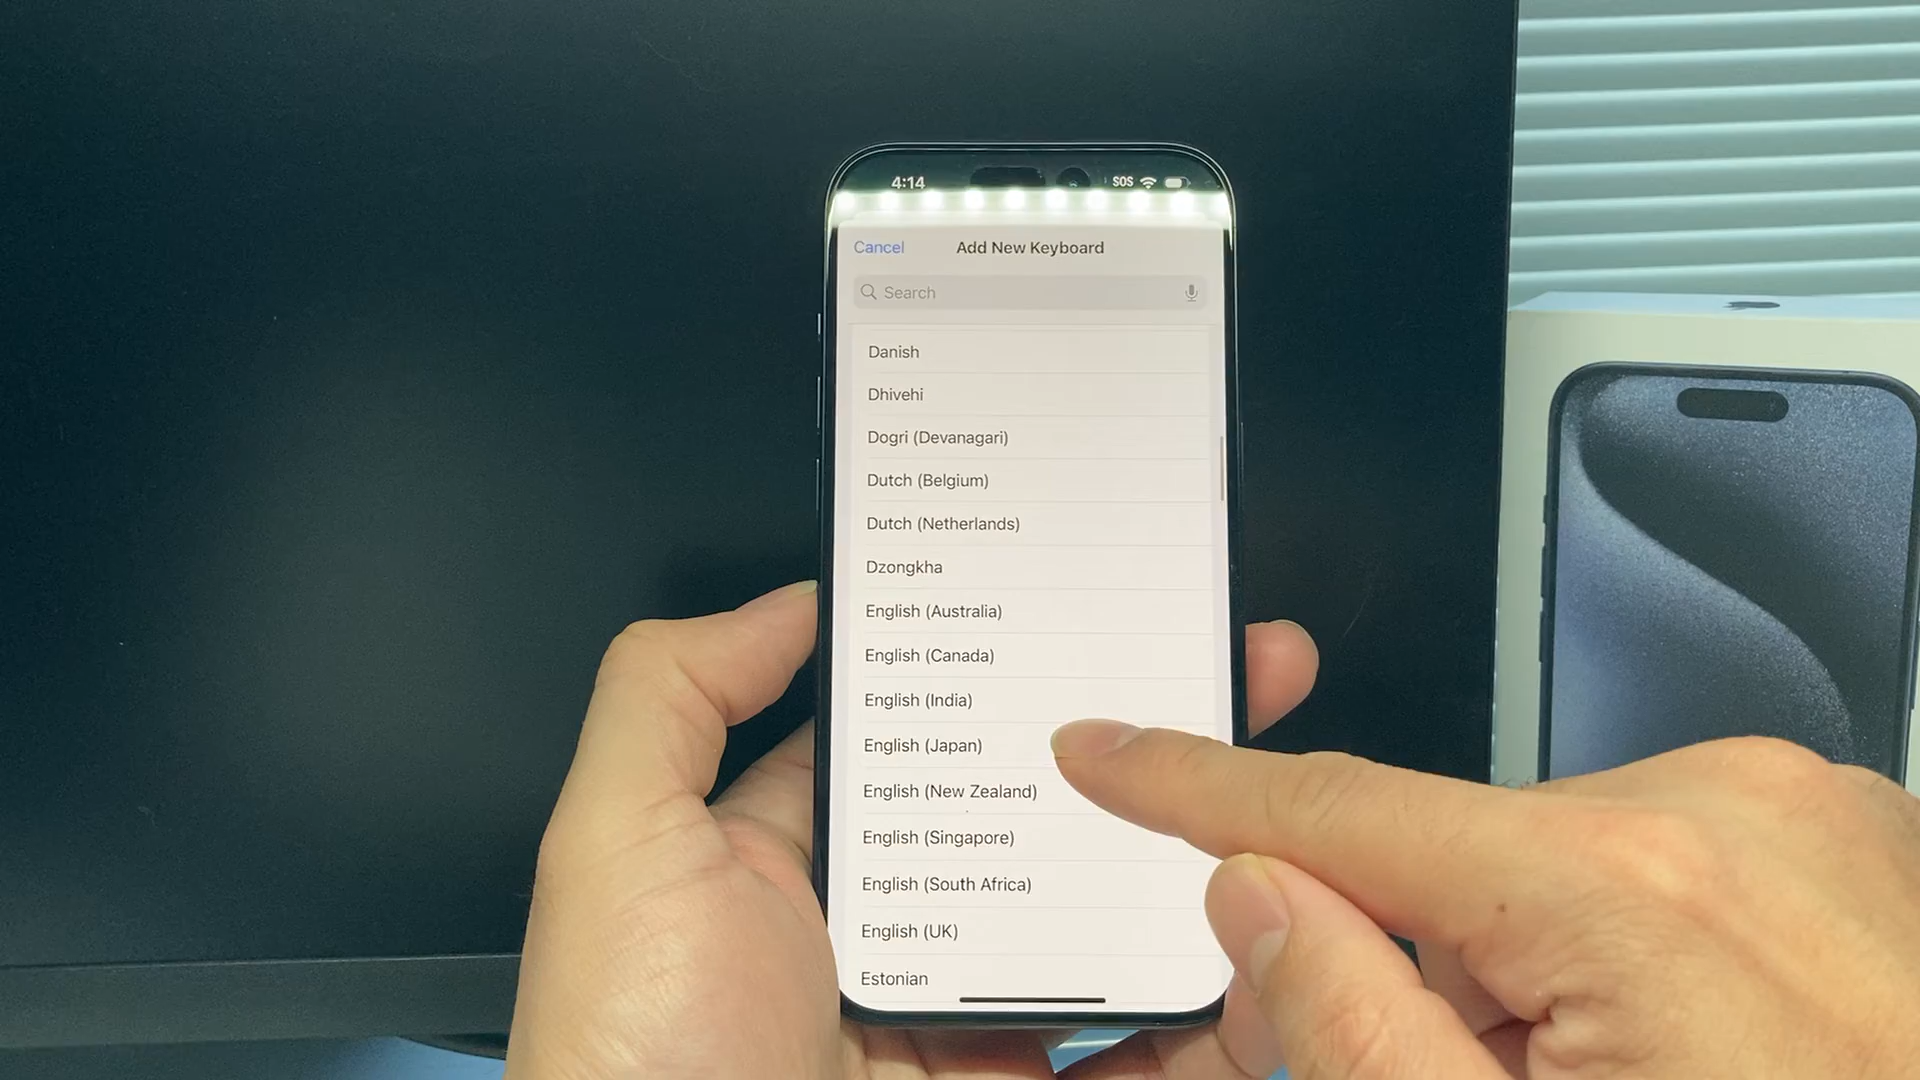 4:14
SOS
Cancel
Add New Keyboard
Search
Danish
Dhivehi
Dogri (Devanagari)
Dutch (Belgium)
Dutch (Netherlands)
Dzongkha
English (Australia)
English (Canada)
English (India)
English (Japan)
English (New Zealand)
English (Singapore)
English (South Africa)
English (UK)
Estonian